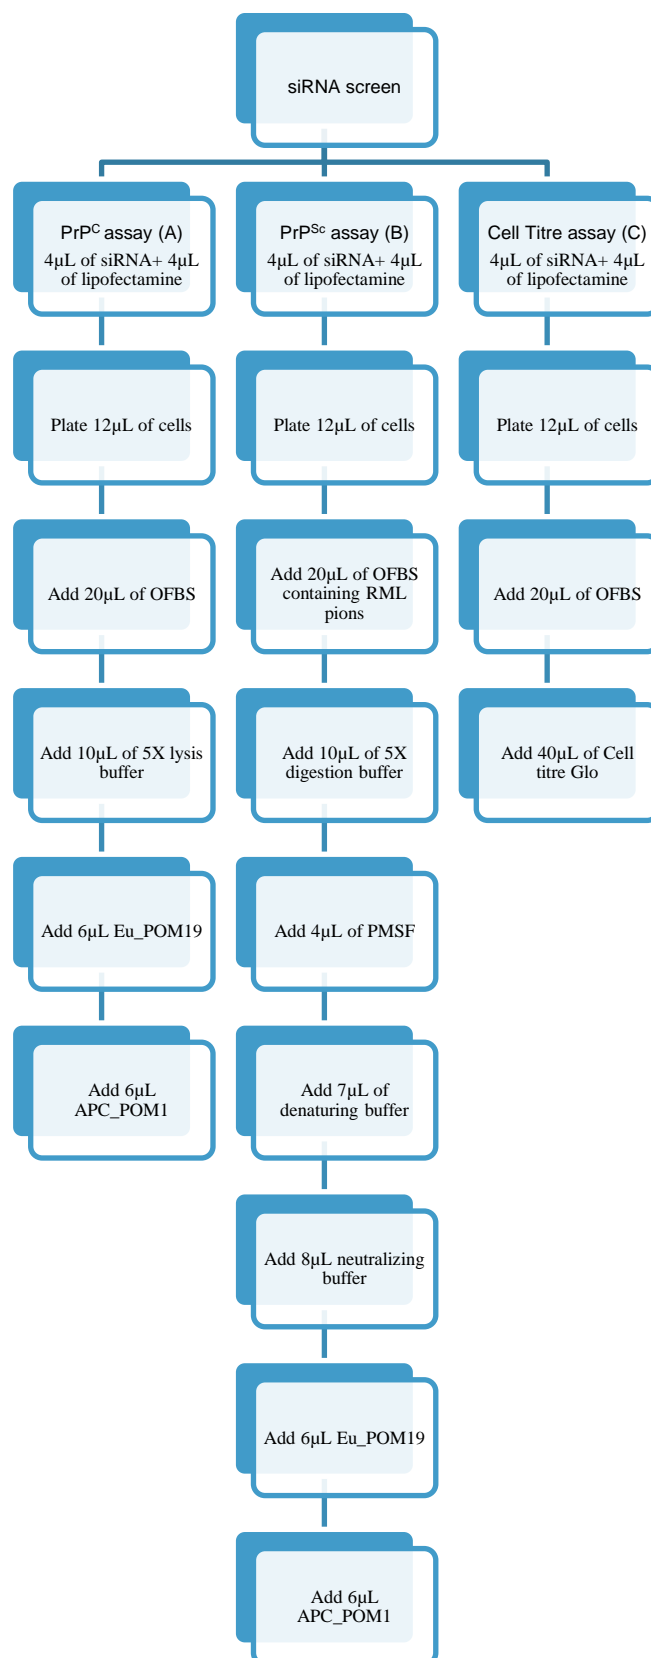 siRNA screen
PrPC assay (A)
4µL of siRNA+ 4µL
of lipofectamine
Plate 12µL of cells
Add 20µL of OFBS
Add 10µL of 5X lysis
buffer
Add 6µL Eu_POM19
Add 6µL
APC_POM1
PrPSc assay (B)
4µL of siRNA+ 4µL
of lipofectamine
Plate 12µL of cells
Add 20µL of OFBS
containing RML
pions
Add 10µL of 5X
digestion buffer
Add 4µL of PMSF
Add 7µL of
denaturing buffer
Add 8µL neutralizing
buffer
Add 6µL Eu_POM19
Add 6µL
APC_POM1
Cell Titre assay (C)
4µL of siRNA+ 4µL
of lipofectamine
Plate 12µL of cells
Add 20µL of OFBS
Add 40µL of Cell
titre Glo